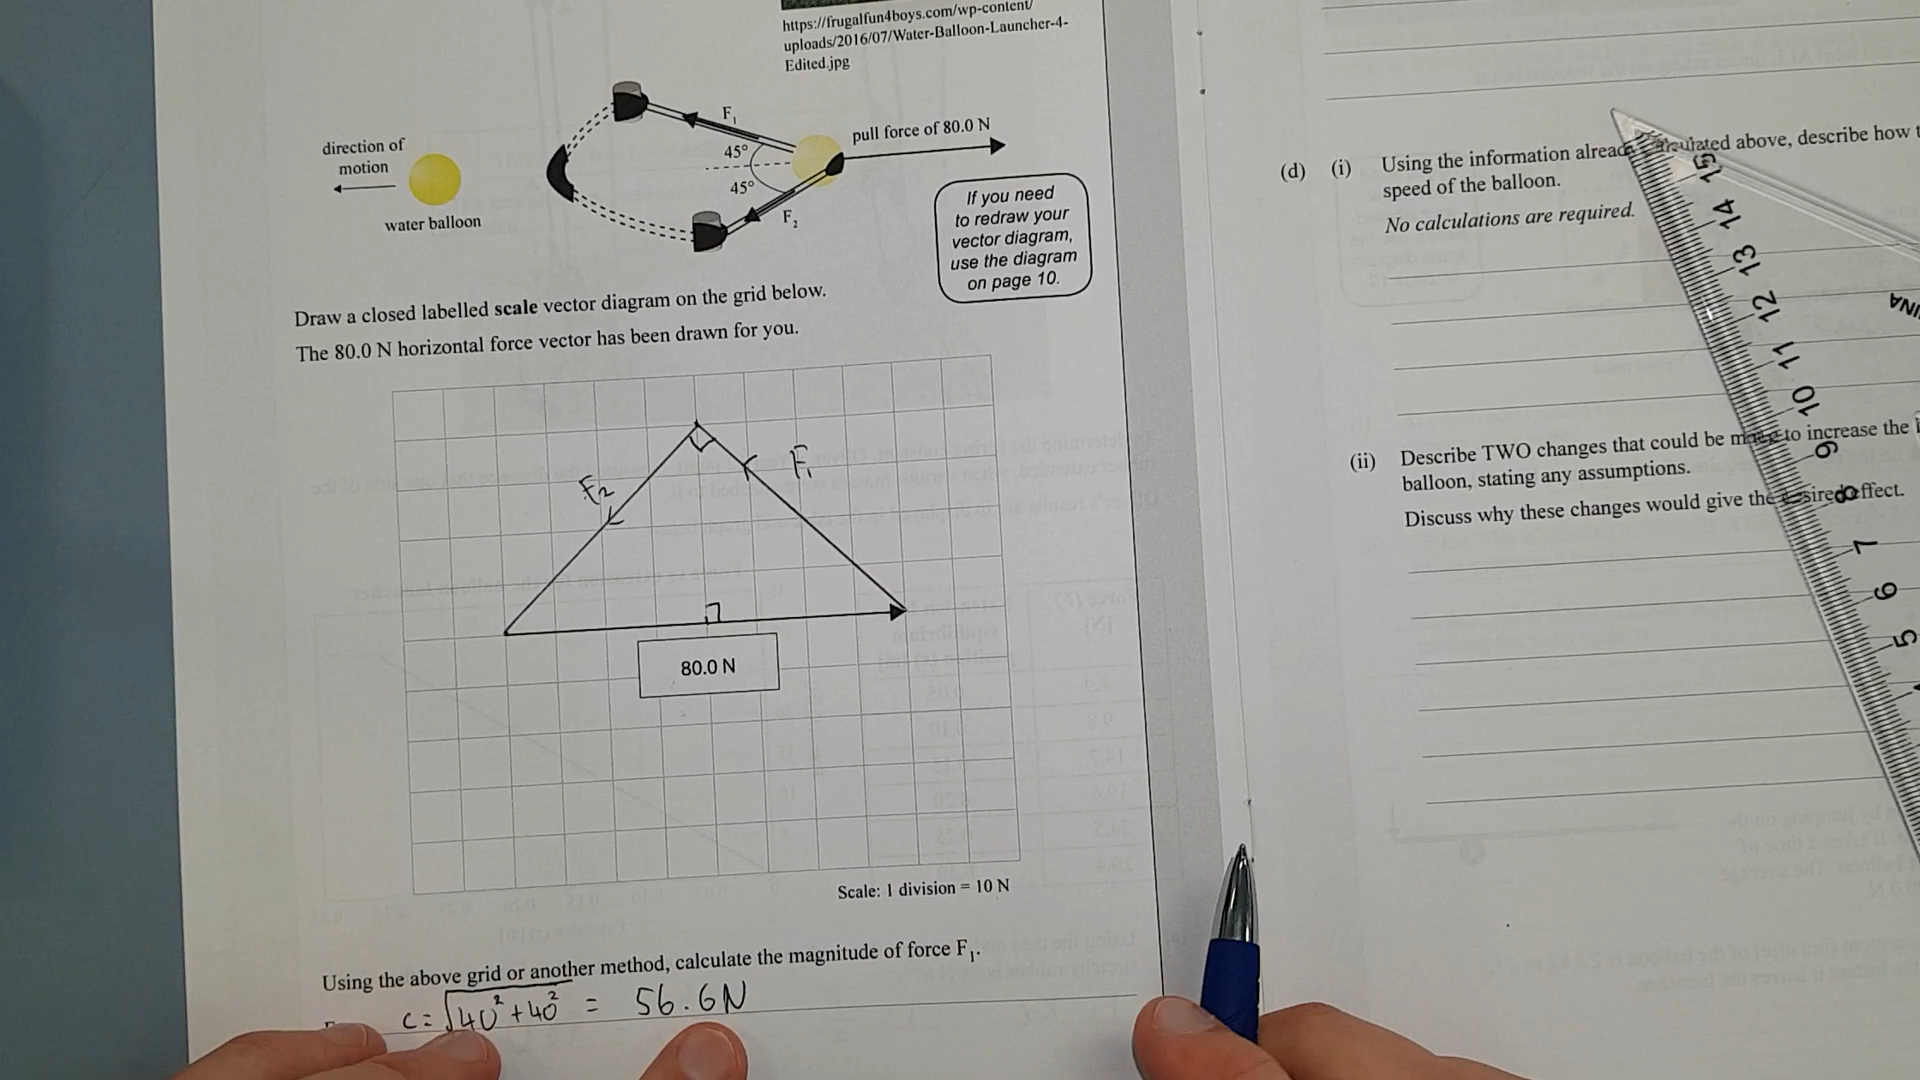 https://frugalfun4boys.com/wp-content/
uploads/2016/07/Water-Balloon-Launcher-4-
Edited.jpg
direction of
motion
water balloon
F1
45°
45°
F2
pull force of 80.0 N
If you need
to redraw your
vector diagram,
use the diagram
on page 10.
Draw a closed labelled scale vector diagram on the grid below.
The 80.0 N horizontal force vector has been drawn for you.
F2
F1
80.0 N
Scale: 1 division = 10 N
Using the above grid or another method, calculate the magnitude of force F1.
c = √40² + 40² = 56.6N
(d) (i) Using the information above, describe how
speed of the balloon.
No calculations are required.
(ii) Describe TWO changes that could be made to increase the
balloon, stating any assumptions.
Discuss why these changes would give the desired effect.
15
14
13
12
11
10
9
8
7
6
5